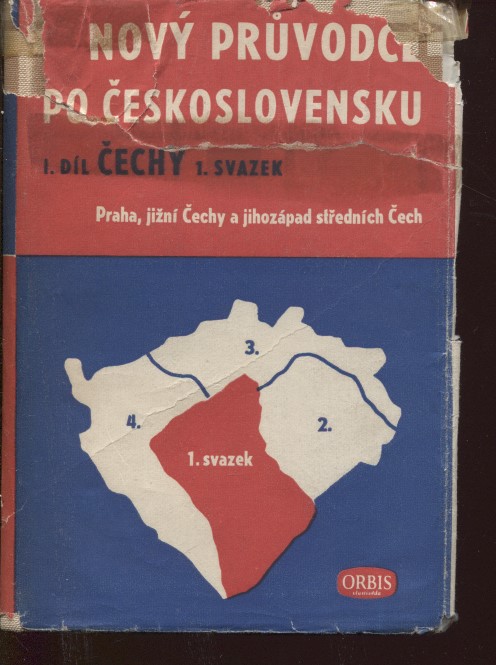 NOVÝ PRŮVODCE
PO ČESKOSLOVENSKU
I. DÍL ČECHY 1. SVAZEK
Praha, jižní Čechy a jihozápad středních Čech
3.
4.
2.
1. svazek
ORBIS